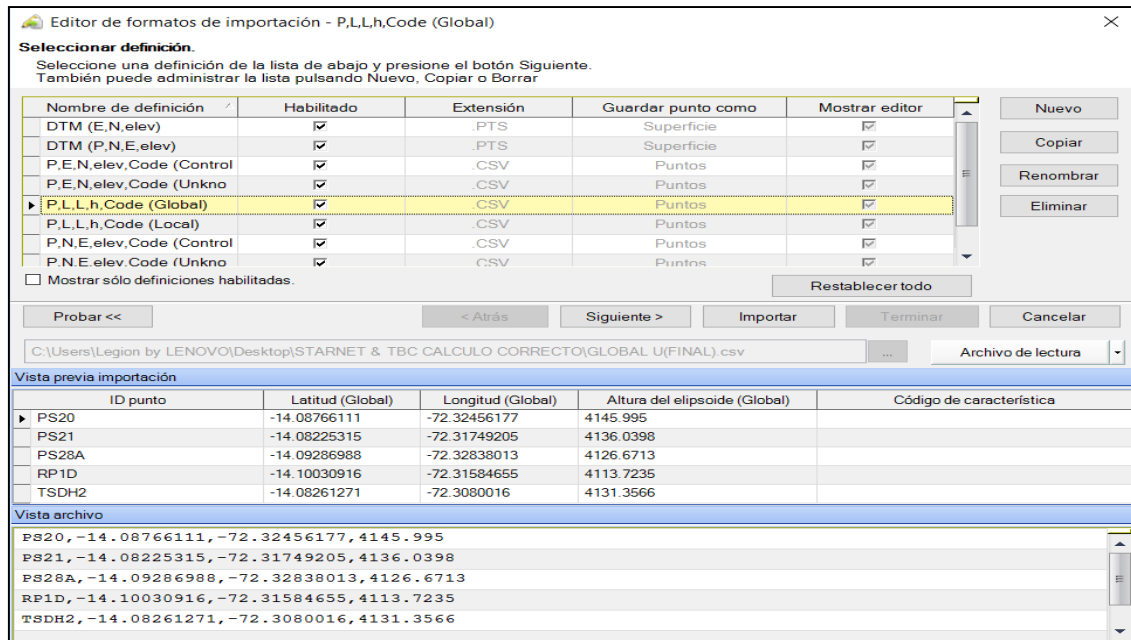 Editor de formatos de importación - P,L,L,h,Code (Global)
Seleccionar definición.
Seleccione una definición de la lista de abajo y presione el botón Siguiente.
También puede administrar la lista pulsando Nuevo, Copiar o Borrar
Nombre de definición Habilitado Extensión Guardar punto como Mostrar editor
DTM (E,N,elev) .PTS Superficie
DTM (P,N,E,elev) .PTS Superficie
P,E,N,elev,Code (Control .CSV Puntos
P,E,N,elev,Code (Unkno .CSV Puntos
P,L,L,h,Code (Global) .CSV Puntos
P,L,L,h,Code (Local) .CSV Puntos
P,N,E,elev,Code (Control .CSV Puntos
P,N,E,elev,Code (Unkno .CSV Puntos
Nuevo
Copiar
Renombrar
Eliminar
Mostrar sólo definiciones habilitadas.
Restablecer todo
Probar << < Atrás Siguiente > Importar Terminar Cancelar
C:\Users\Legion by LENOVO\Desktop\STARNET & TBC CALCULO CORRECTO\GLOBAL U(FINAL).csv ... Archivo de lectura
Vista previa importación
ID punto Latitud (Global) Longitud (Global) Altura del elipsoide (Global) Código de característica
PS20 -14.08766111 -72.32456177 4145.995
PS21 -14.08225315 -72.31749205 4136.0398
PS28A -14.09286988 -72.32838013 4126.6713
RP1D -14.10030916 -72.31584655 4113.7235
TSDH2 -14.08261271 -72.3080016 4131.3566
Vista archivo
PS20,-14.08766111,-72.32456177,4145.995
PS21,-14.08225315,-72.31749205,4136.0398
PS28A,-14.09286988,-72.32838013,4126.6713
RP1D,-14.10030916,-72.31584655,4113.7235
TSDH2,-14.08261271,-72.3080016,4131.3566